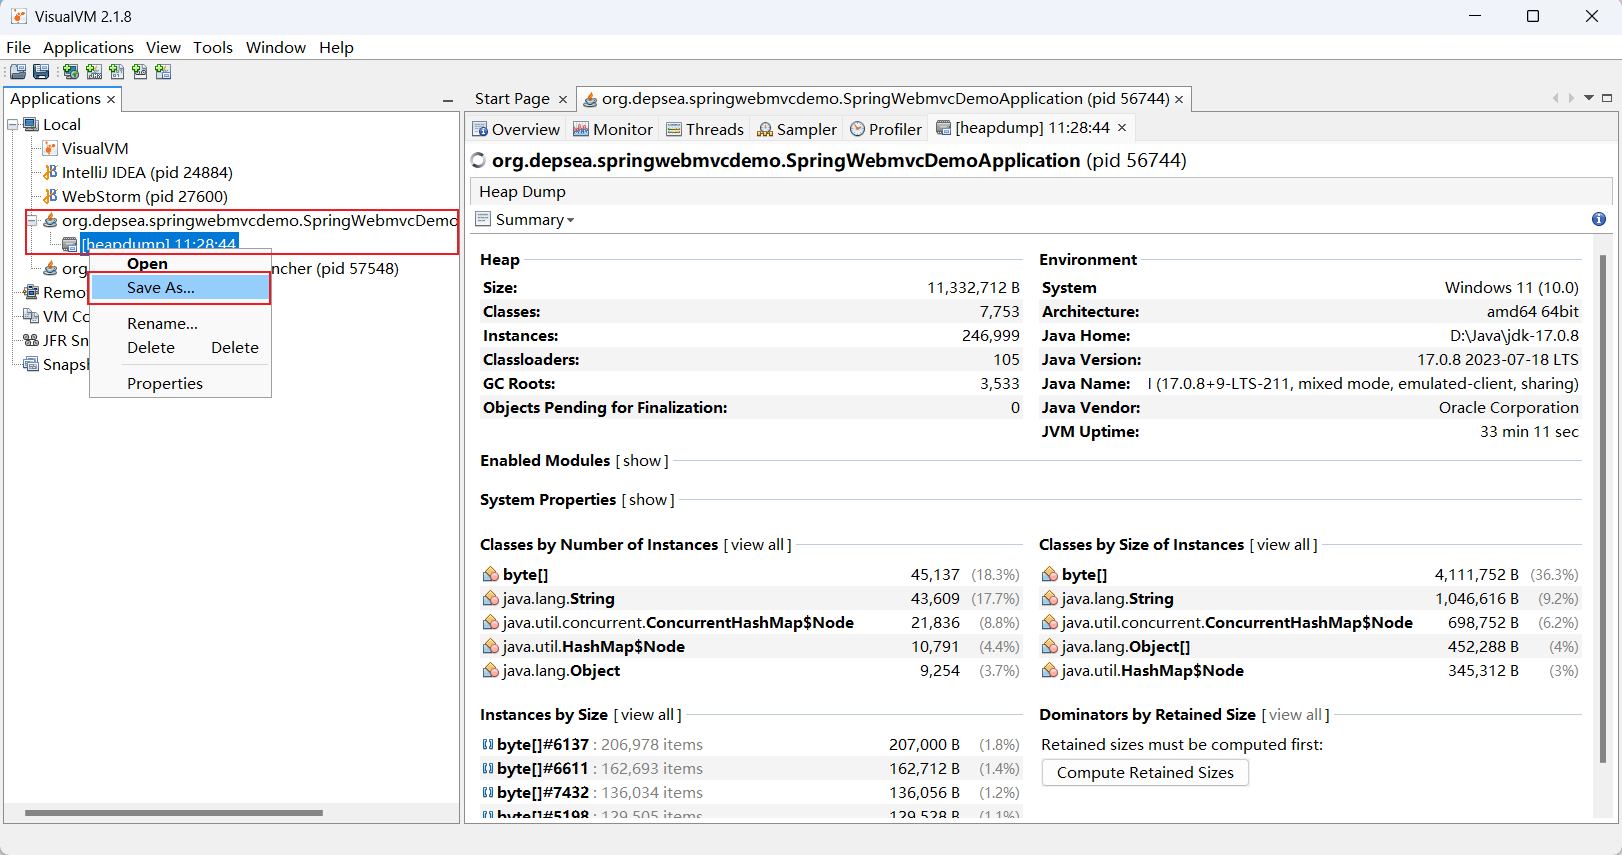 VisualVM 2.1.8
File Applications View Tools Window Help
Applications
Local
VisualVM
IntelliJ IDEA (pid 24884)
WebStorm (pid 27600)
org.depsea.springwebmvcdemo.SpringWebmvcDemo
[heapdump] 11:28:44
org
ncher (pid 57548)
Remo
VM Co
JFR Sn
Snaps
Open
Save As...
Rename...
Delete Delete
Properties
Start Page
org.depsea.springwebmvcdemo.SpringWebmvcDemoApplication (pid 56744)
Overview Monitor Threads Sampler Profiler [heapdump] 11:28:44
org.depsea.springwebmvcdemo.SpringWebmvcDemoApplication (pid 56744)
Heap Dump
Summary
Heap
Size: 11,332,712 B
Classes: 7,753
Instances: 246,999
Classloaders: 105
GC Roots: 3,533
Objects Pending for Finalization: 0
Environment
System Windows 11 (10.0)
Architecture: amd64 64bit
Java Home: D:\Java\jdk-17.0.8
Java Version: 17.0.8 2023-07-18 LTS
Java Name: (17.0.8+9-LTS-211, mixed mode, emulated-client, sharing)
Java Vendor: Oracle Corporation
JVM Uptime: 33 min 11 sec
Enabled Modules [show]
System Properties [show]
Classes by Number of Instances [view all]
byte[] 45,137 (18.3%)
java.lang.String 43,609 (17.7%)
java.util.concurrent.ConcurrentHashMap$Node 21,836 (8.8%)
java.util.HashMap$Node 10,791 (4.4%)
java.lang.Object 9,254 (3.7%)
Classes by Size of Instances [view all]
byte[] 4,111,752 B (36.3%)
java.lang.String 1,046,616 B (9.2%)
java.util.concurrent.ConcurrentHashMap$Node 698,752 B (6.2%)
java.lang.Object[] 452,288 B (4%)
java.util.HashMap$Node 345,312 B (3%)
Instances by Size [view all]
byte[]#6137 : 206,978 items 207,000 B (1.8%)
byte[]#6611 : 162,693 items 162,712 B (1.4%)
byte[]#7432 : 136,034 items 136,056 B (1.2%)
byte[]#5198 : 129,505 items 129,528 B (1.1%)
Dominators by Retained Size [view all]
Retained sizes must be computed first:
Compute Retained Sizes